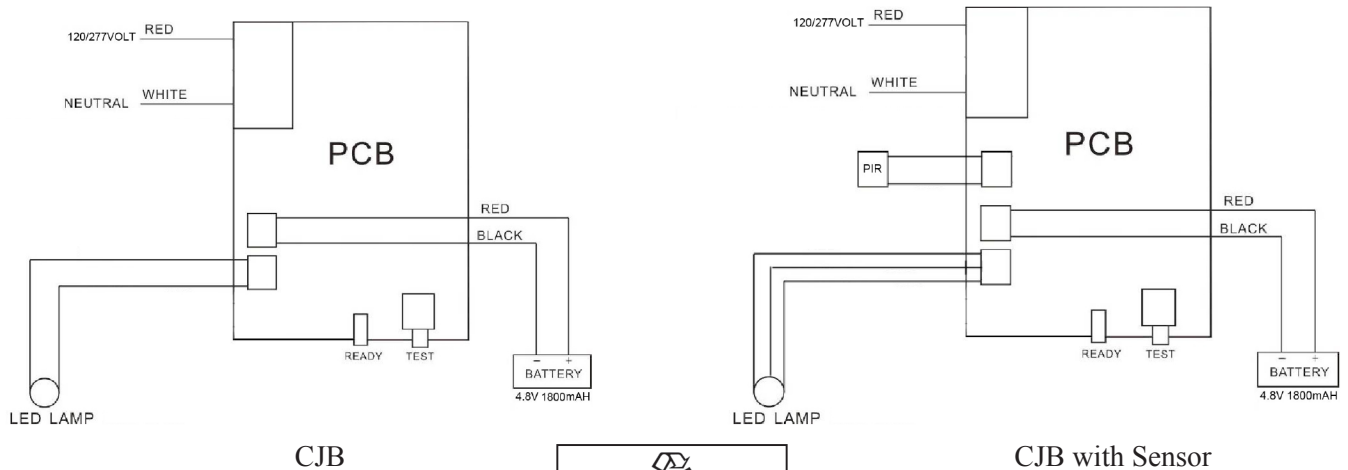 120/277VOLT RED
NEUTRAL WHITE
PCB
RED
BLACK
READY TEST
− +
BATTERY
4.8V 1800mAH
LED LAMP
CJB
120/277VOLT RED
NEUTRAL WHITE
PCB
PIR
RED
BLACK
READY TEST
− +
BATTERY
4.8V 1800mAH
LED LAMP
CJB with Sensor